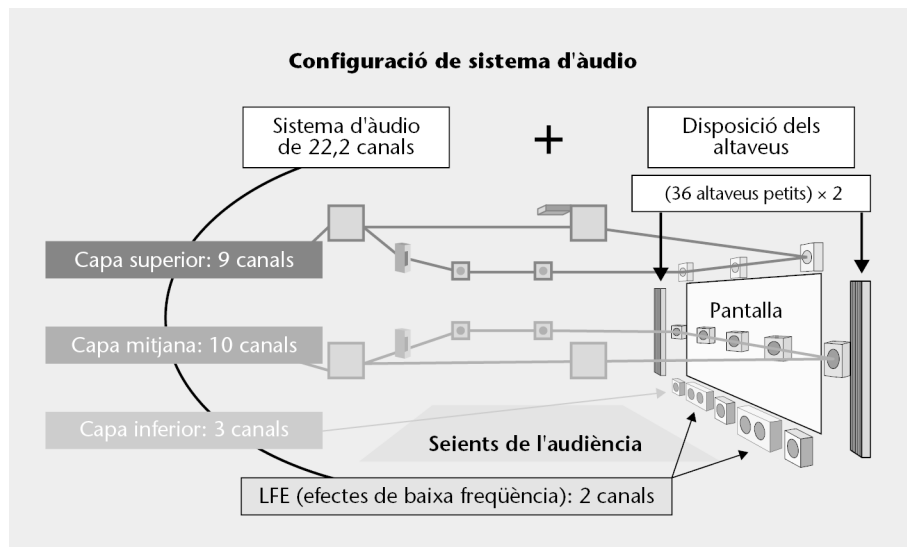 Configuració de sistema d'àudio
Sistema d'àudio
de 22,2 canals
+
Disposició dels
altaveus
(36 altaveus petits) × 2
Capa superior: 9 canals
Pantalla
Capa mitjana: 10 canals
Capa inferior: 3 canals
Seients de l'audiència
LFE (efectes de baixa freqüència): 2 canals